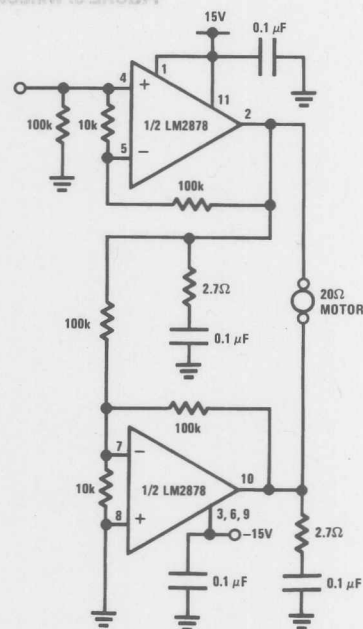 15V
0.1 µF
1
4
+
11
100k
10k
1/2 LM2878
2
5
−
100k
2.7Ω
0.1 µF
20Ω
MOTOR
100k
100k
7
−
10k
1/2 LM2878
10
8
+
3, 6, 9
−15V
2.7Ω
0.1 µF
0.1 µF